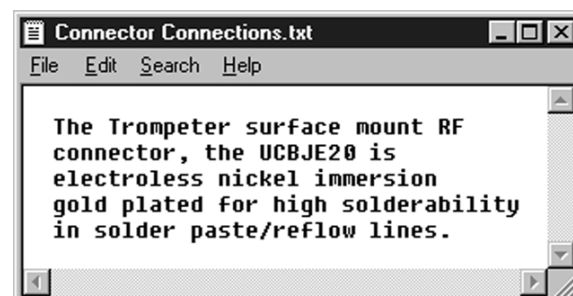 Connector Connections.txt
File Edit Search Help
The Trompeter surface mount RF
connector, the UCBJE20 is
electroless nickel immersion
gold plated for high solderability
in solder paste/reflow lines.